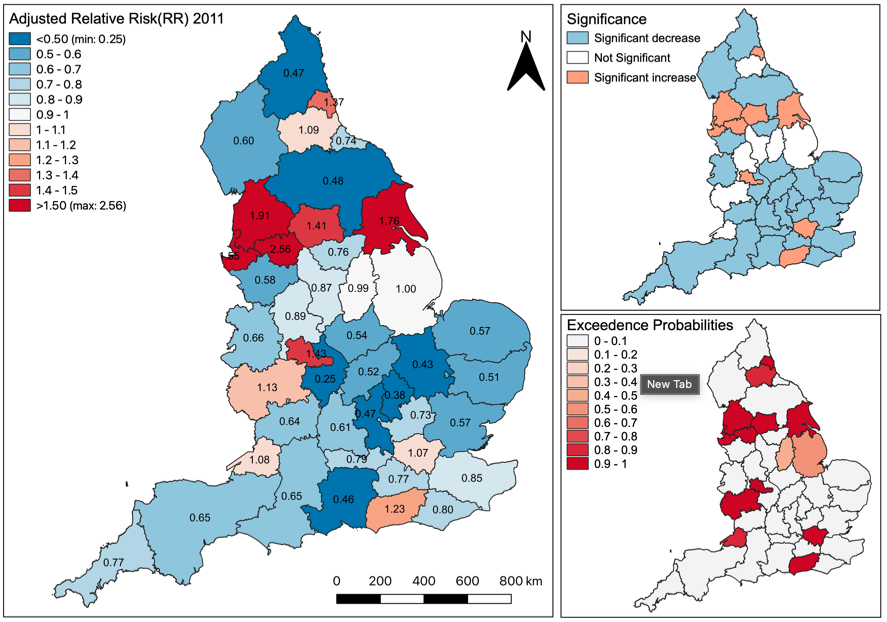 Adjusted Relative Risk(RR) 2011
<0.50 (min: 0.25)
0.5 - 0.6
0.6 - 0.7
0.7 - 0.8
0.8 - 0.9
0.9 - 1
1 - 1.1
1.1 - 1.2
1.2 - 1.3
1.3 - 1.4
1.4 - 1.5
>1.50 (max: 2.56)
N
0.47
1.37
1.09
0.74
0.60
0.48
1.91
1.41
1.76
2.56
0.76
0.58
0.87
0.99
1.00
0.89
0.66
0.54
0.57
1.43
0.43
0.52
0.25
0.51
1.13
0.38
0.47
0.73
0.64
0.61
0.57
1.08
0.79
1.07
0.77
0.85
0.65
0.46
0.65
1.23
0.80
0.77
0 200 400 600 800 km
Significance
Significant decrease
Not Significant
Significant increase
Exceedence Probabilities
0 - 0.1
0.1 - 0.2
0.2 - 0.3
0.3 - 0.4
0.4 - 0.5
0.5 - 0.6
0.6 - 0.7
0.7 - 0.8
0.8 - 0.9
0.9 - 1
New Tab